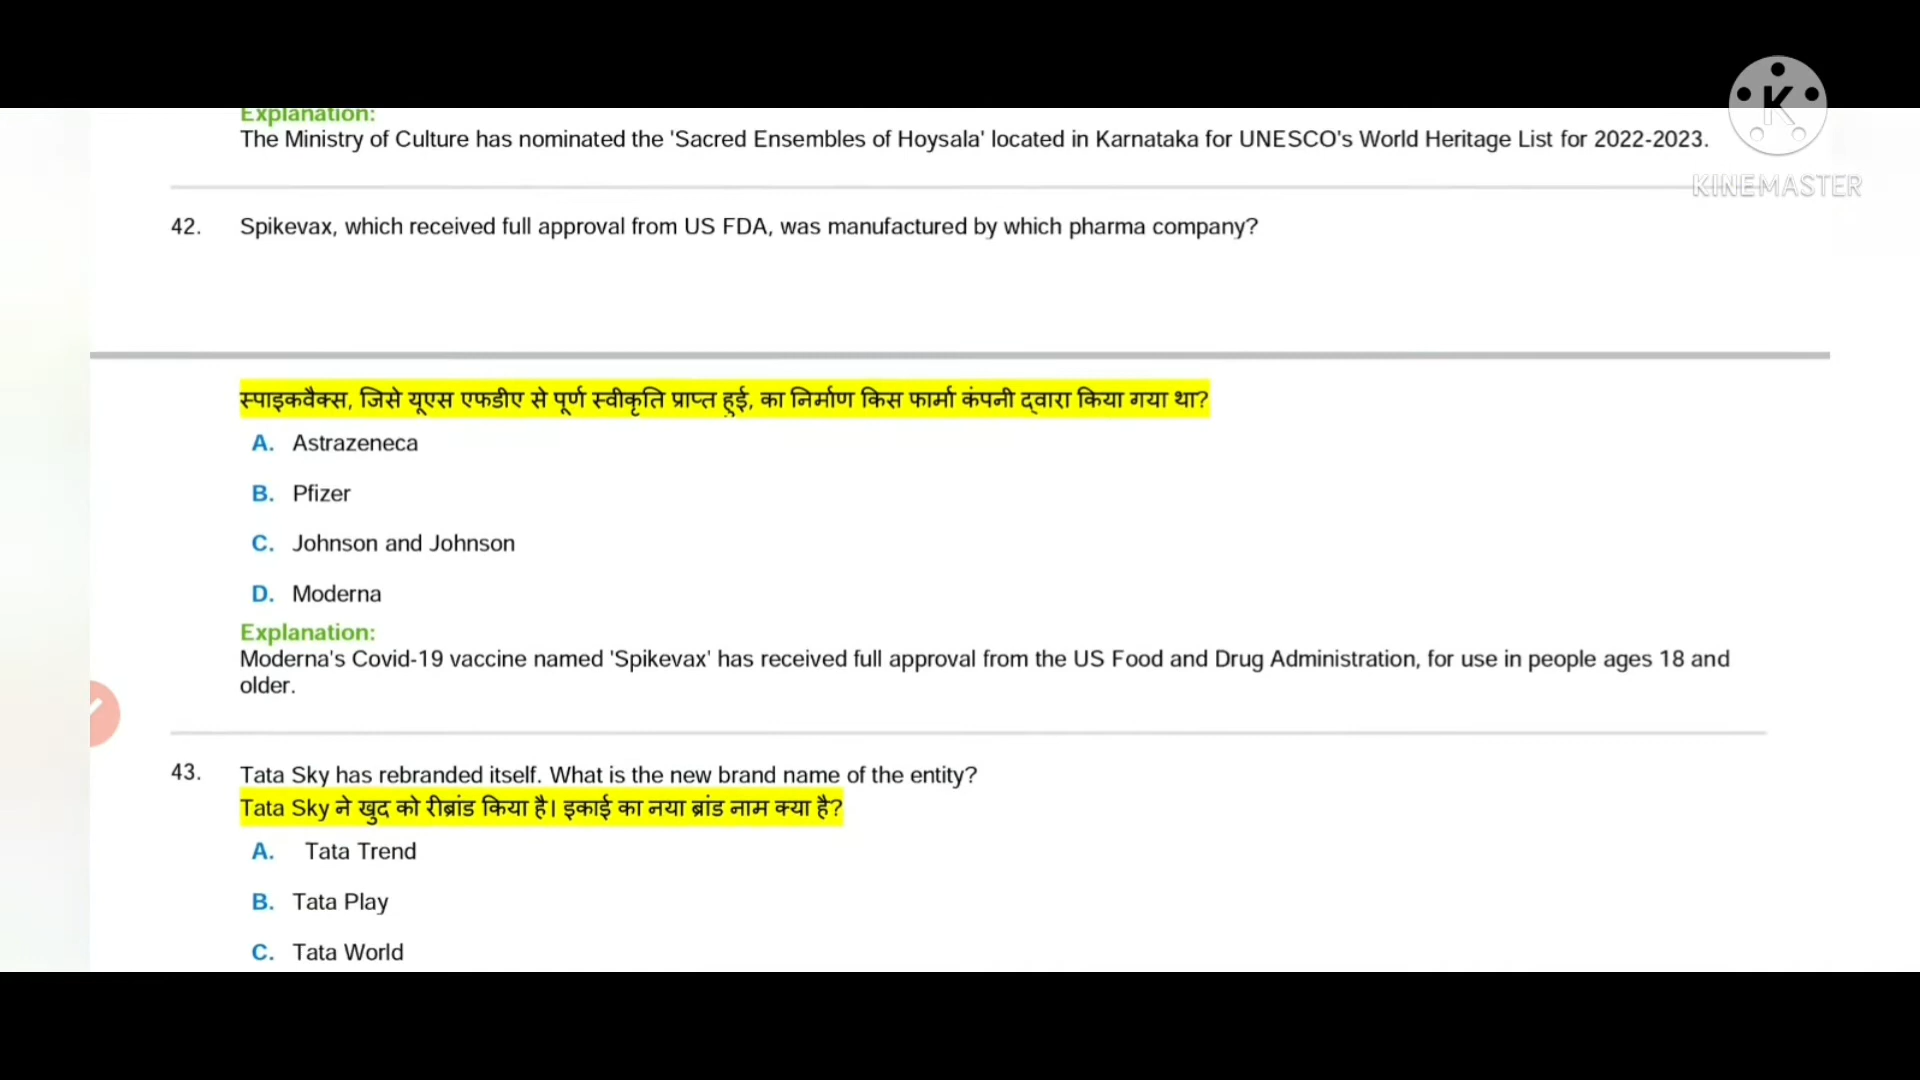 Explanation:
The Ministry of Culture has nominated the 'Sacred Ensembles of Hoysala' located in Karnataka for UNESCO's World Heritage List for 2022-2023.
K
KINEMASTER
42. Spikevax, which received full approval from US FDA, was manufactured by which pharma company?
स्पाइकवैक्स, जिसे यूएस एफडीए से पूर्ण स्वीकृति प्राप्त हुई, का निर्माण किस फार्मा कंपनी द्वारा किया गया था?
A. Astrazeneca
B. Pfizer
C. Johnson and Johnson
D. Moderna
Explanation:
Moderna's Covid-19 vaccine named 'Spikevax' has received full approval from the US Food and Drug Administration, for use in people ages 18 and
older.
43. Tata Sky has rebranded itself. What is the new brand name of the entity?
Tata Sky ने खुद को रीब्रांड किया है। इकाई का नया ब्रांड नाम क्या है?
A. Tata Trend
B. Tata Play
C. Tata World